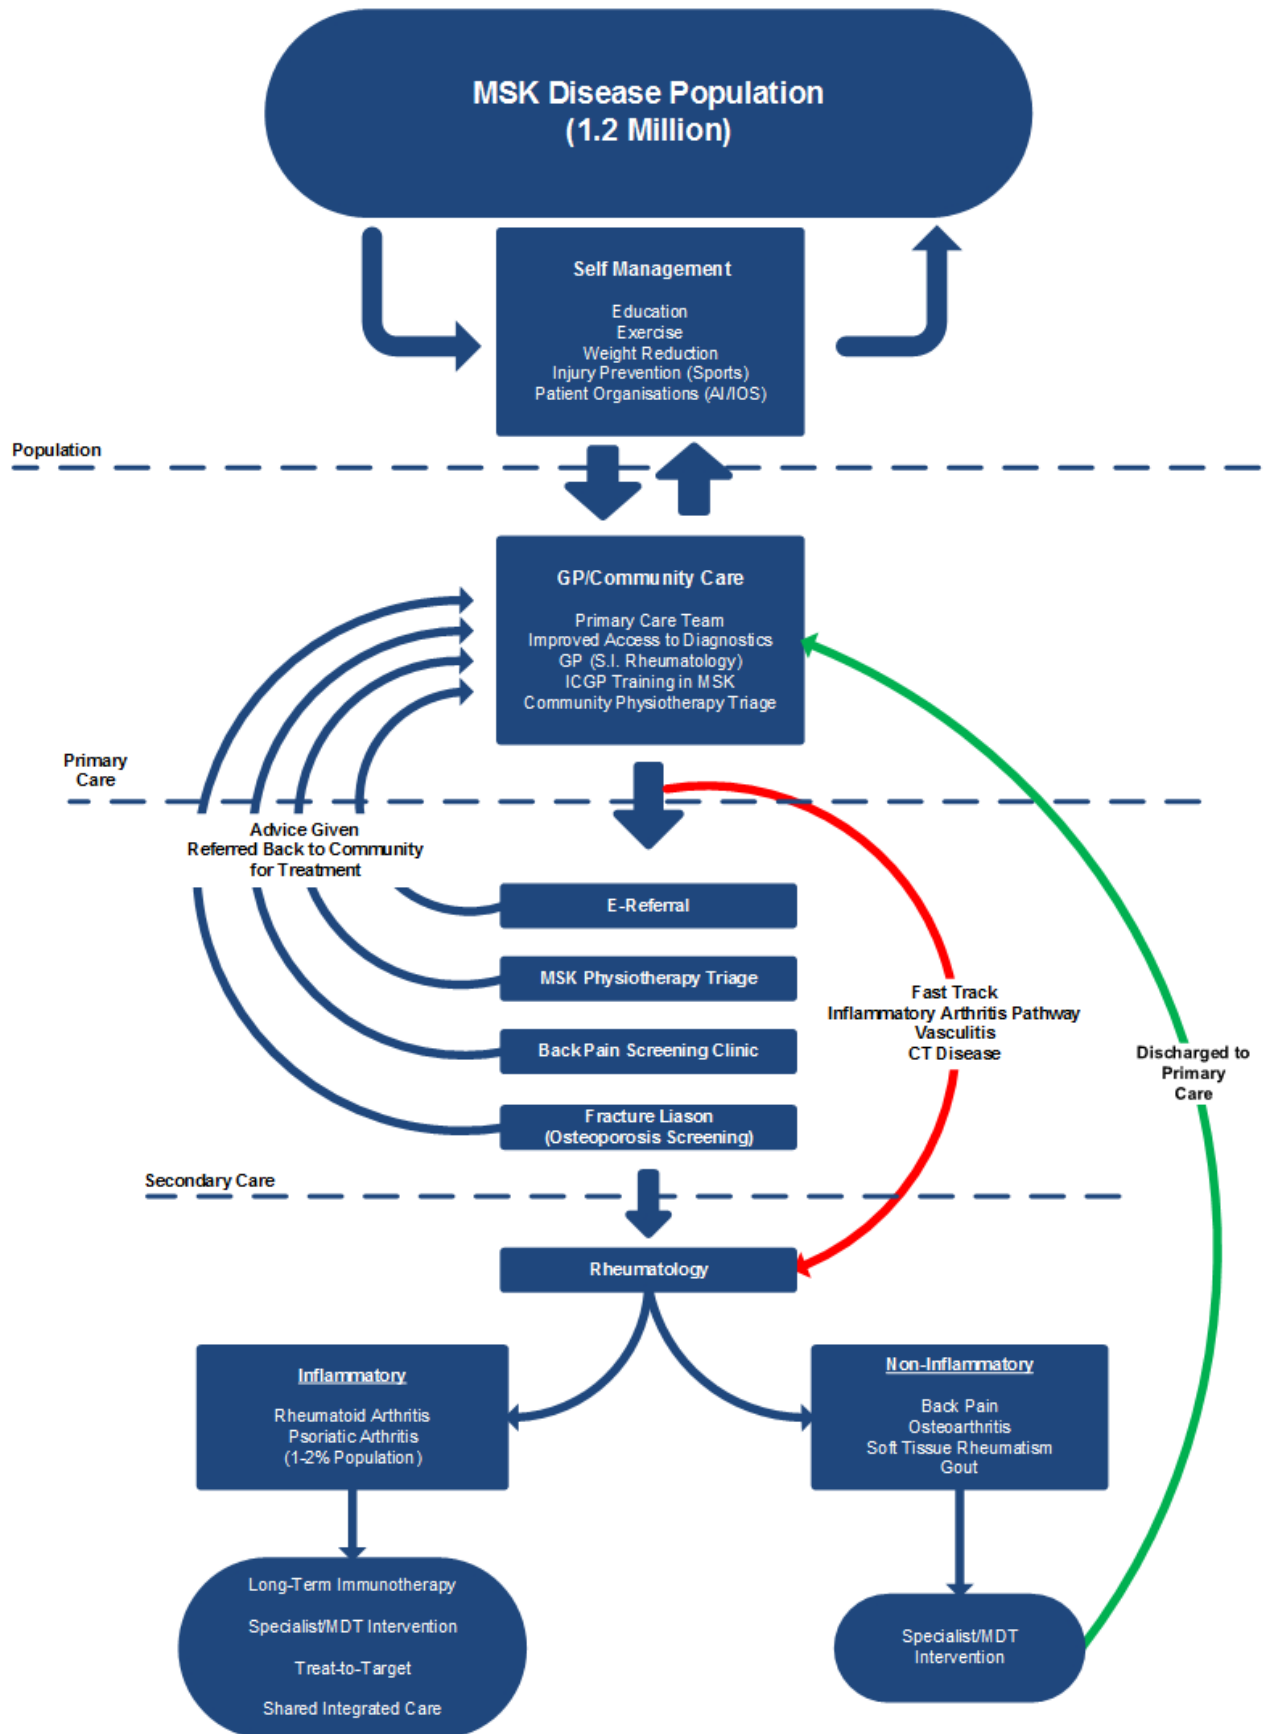 MSK Disease Population
(1.2 Million)
Self Management
Education
Exercise
Weight Reduction
Injury Prevention (Sports)
Patient Organisations (AI/IOS)
Population
GP/Community Care
Primary Care Team
Improved Access to Diagnostics
GP (S.I. Rheumatology)
ICGP Training in MSK
Community Physiotherapy Triage
Primary
Care
Advice Given
Referred Back to Community
for Treatment
E-Referral
MSK Physiotherapy Triage
Back Pain Screening Clinic
Fracture Liason
(Osteoporosis Screening)
Fast Track
Inflammatory Arthritis Pathway
Vasculitis
CT Disease
Discharged to
Primary
Care
Secondary Care
Rheumatology
Inflammatory
Rheumatoid Arthritis
Psoriatic Arthritis
(1-2% Population)
Non-Inflammatory
Back Pain
Osteoarthritis
Soft Tissue Rheumatism
Gout
Long-Term Immunotherapy
Specialist/MDT Intervention
Treat-to-Target
Shared Integrated Care
Specialist/MDT
Intervention